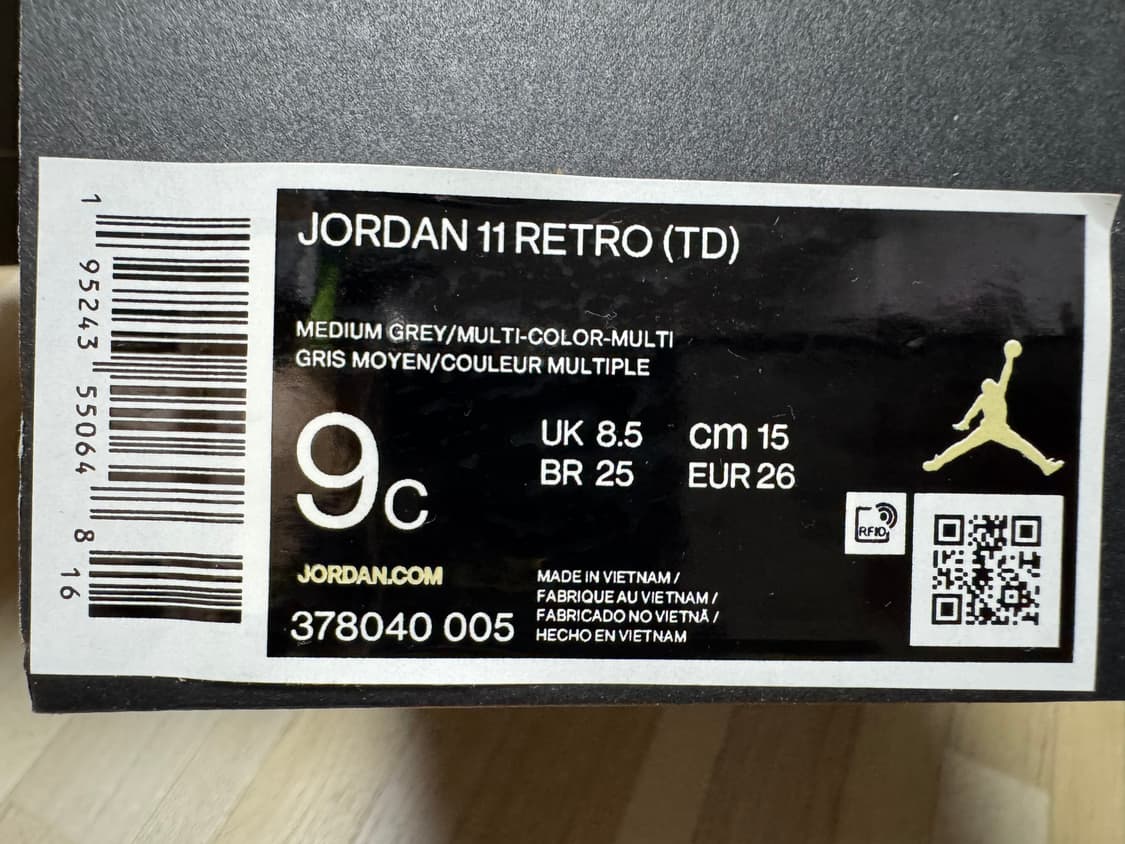 1 95243 55064 8 16
JORDAN 11 RETRO (TD)
MEDIUM GREY/MULTI-COLOR-MULTI
GRIS MOYEN/COULEUR MULTIPLE
9C
UK 8.5 cm 15
BR 25 EUR 26
RFID
JORDAN.COM
378040 005
MADE IN VIETNAM /
FABRIQUE AU VIETNAM /
FABRICADO NO VIETNÃ /
HECHO EN VIETNAM